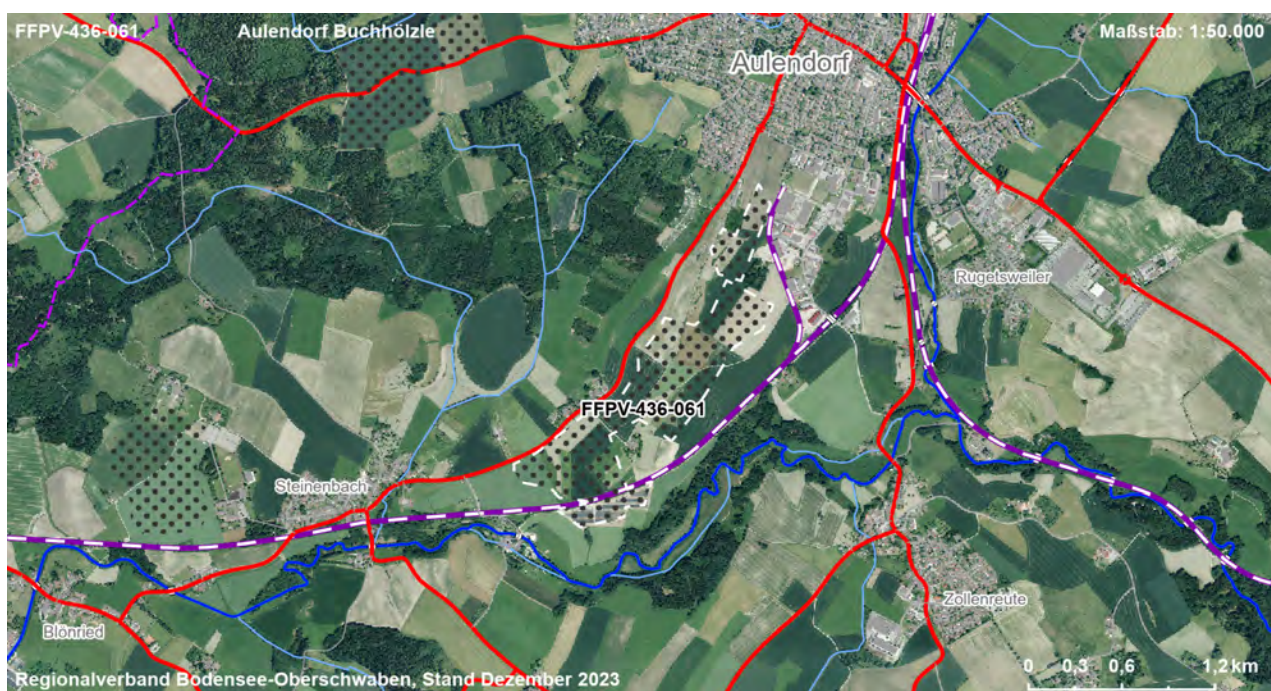 FFPV-436-061 Aulendorf Buchhölzle Maßstab: 1:50.000
Aulendorf
Rugetsweiler
FFPV-436-061
Steinenbach
Zollenreute
Blönried
0 0,3 0,6 1,2 km
Regionalverband Bodensee-Oberschwaben, Stand Dezember 2023